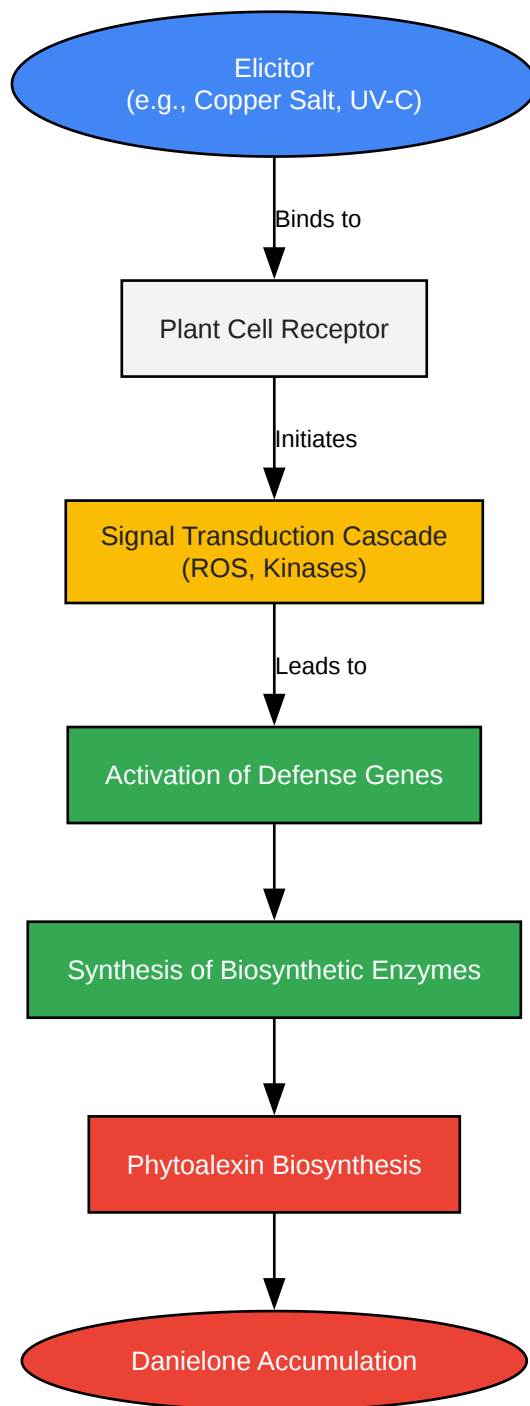 Elicitor
(e.g., Copper Salt, UV-C)
Binds to
Plant Cell Receptor
Initiates
Signal Transduction Cascade
(ROS, Kinases)
Leads to
Activation of Defense Genes
Synthesis of Biosynthetic Enzymes
Phytoalexin Biosynthesis
Danielone Accumulation